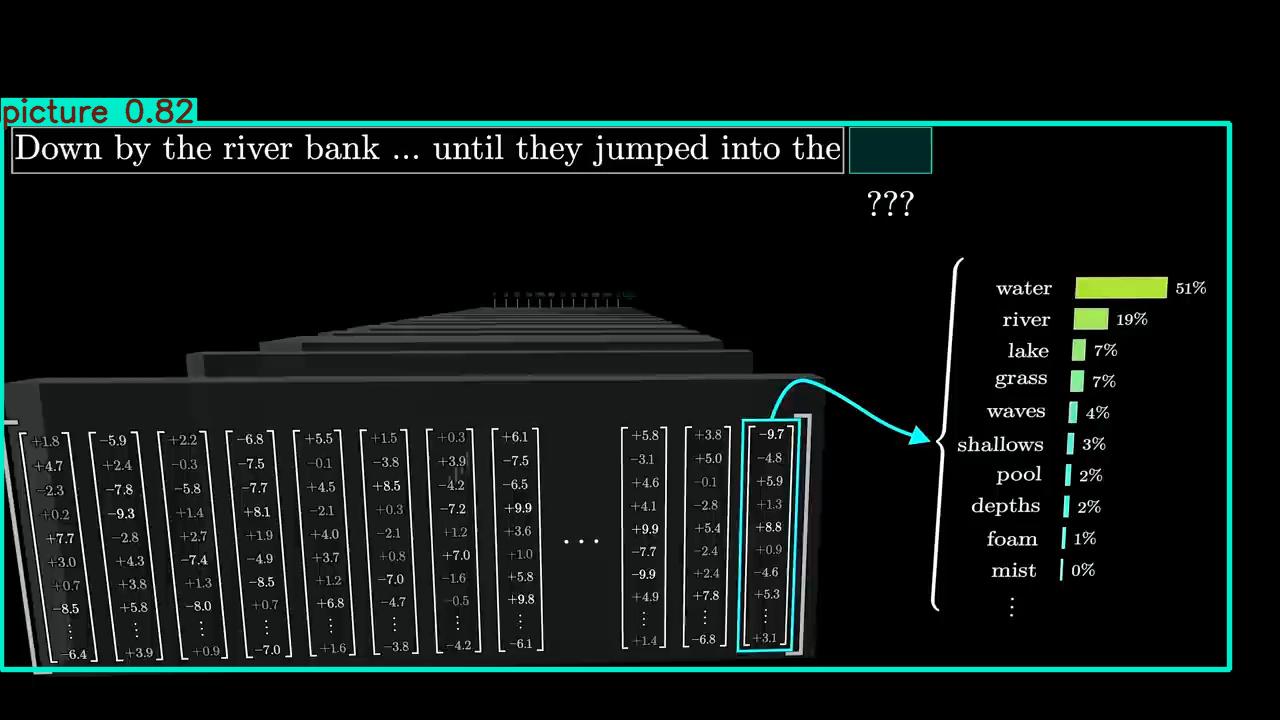 picture 0.82
Down by the river bank ... until they jumped into the
???
water 51%
river 19%
lake 7%
grass 7%
waves 4%
shallows 3%
pool 2%
depths 2%
foam 1%
mist 0%
⋮
+1.8 −5.9 +2.2 −6.8 +5.5 +1.5 +0.3 +6.1 +5.8 +3.8 −9.7
+4.7 +2.4 −0.3 −7.5 −0.1 −3.8 +3.9 −7.5 −3.1 +5.0 −4.8
−2.3 −7.8 −5.8 −7.7 +4.5 +8.5 −4.2 −6.5 +4.6 −0.1 +5.9
+0.2 −9.3 +1.4 +8.1 −2.1 +0.3 −7.2 +9.9 +4.1 −2.8 +1.3
+7.7 −2.8 +2.7 +1.9 +4.0 −2.1 +1.2 +3.6 ... +9.9 +5.4 +8.8
+3.0 +4.3 −7.4 −4.9 +3.7 +0.8 +7.0 +1.0 −7.7 −2.4 +0.9
+0.7 +3.8 +1.3 −8.5 +1.2 −7.0 −1.6 +5.8 −9.9 +2.4 −4.6
−8.5 +5.8 −8.0 +0.7 +6.8 −4.7 −0.5 +9.8 +4.9 +7.8 +5.3
⋮ ⋮ ⋮ ⋮ ⋮ ⋮ ⋮ ⋮ ⋮ ⋮ ⋮
−6.4 +3.9 +0.9 −7.0 +1.6 −3.8 −4.2 −6.1 +1.4 −6.8 +3.1